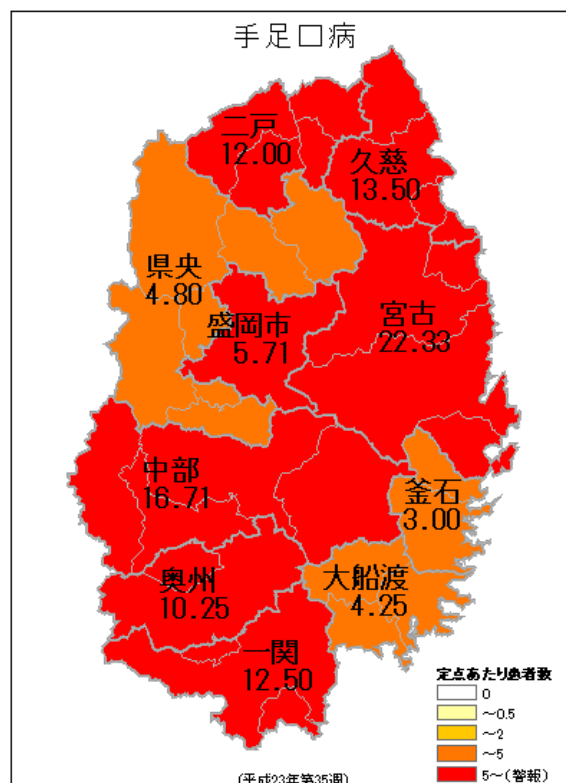 手足口病
二戸
12.00
久慈
13.50
県央
4.80
盛岡市
5.71
宮古
22.33
中部
16.71
釜石
3.00
奥州
10.25
大船渡
4.25
一関
12.50
定点あたり患者数
0
～0.5
～2
～5
5～(警報)
(平成23年第35週)